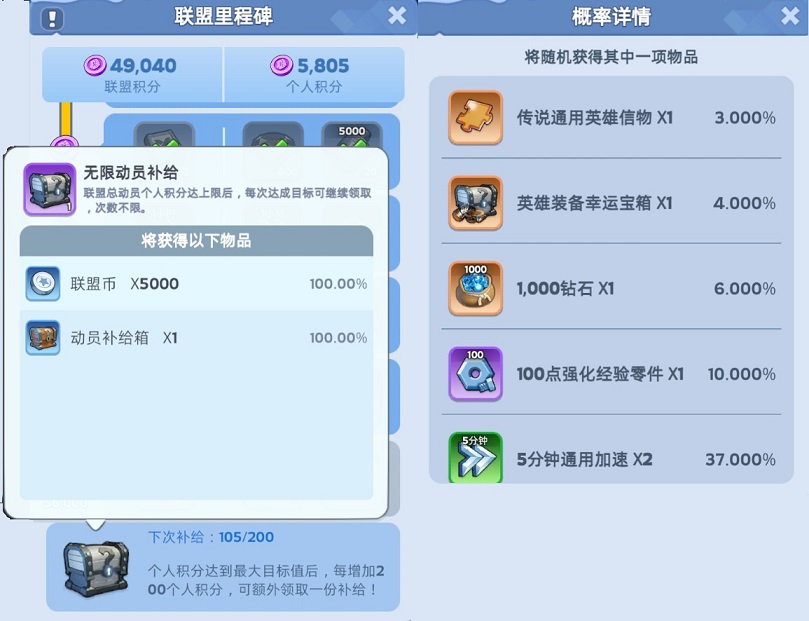 联盟里程碑
49,040
联盟积分
5,805
个人积分
5000
无限动员补给
联盟总动员个人积分达上限后，每次达成目标可继续领取
，次数不限。
1
将获得以下物品
联盟币 X5000 100.00%
动员补给箱 X1 100.00%
下次补给：105/200
个人积分达到最大目标值后，每增加2
00个人积分，可额外领取一份补给！
概率详情
将随机获得其中一项物品
传说通用英雄信物 X1 3.000%
英雄装备幸运宝箱 X1 4.000%
1000
1,000钻石 X1 6.000%
100
100点强化经验零件 X1 10.000%
5分钟
5分钟通用加速 X2 37.000%